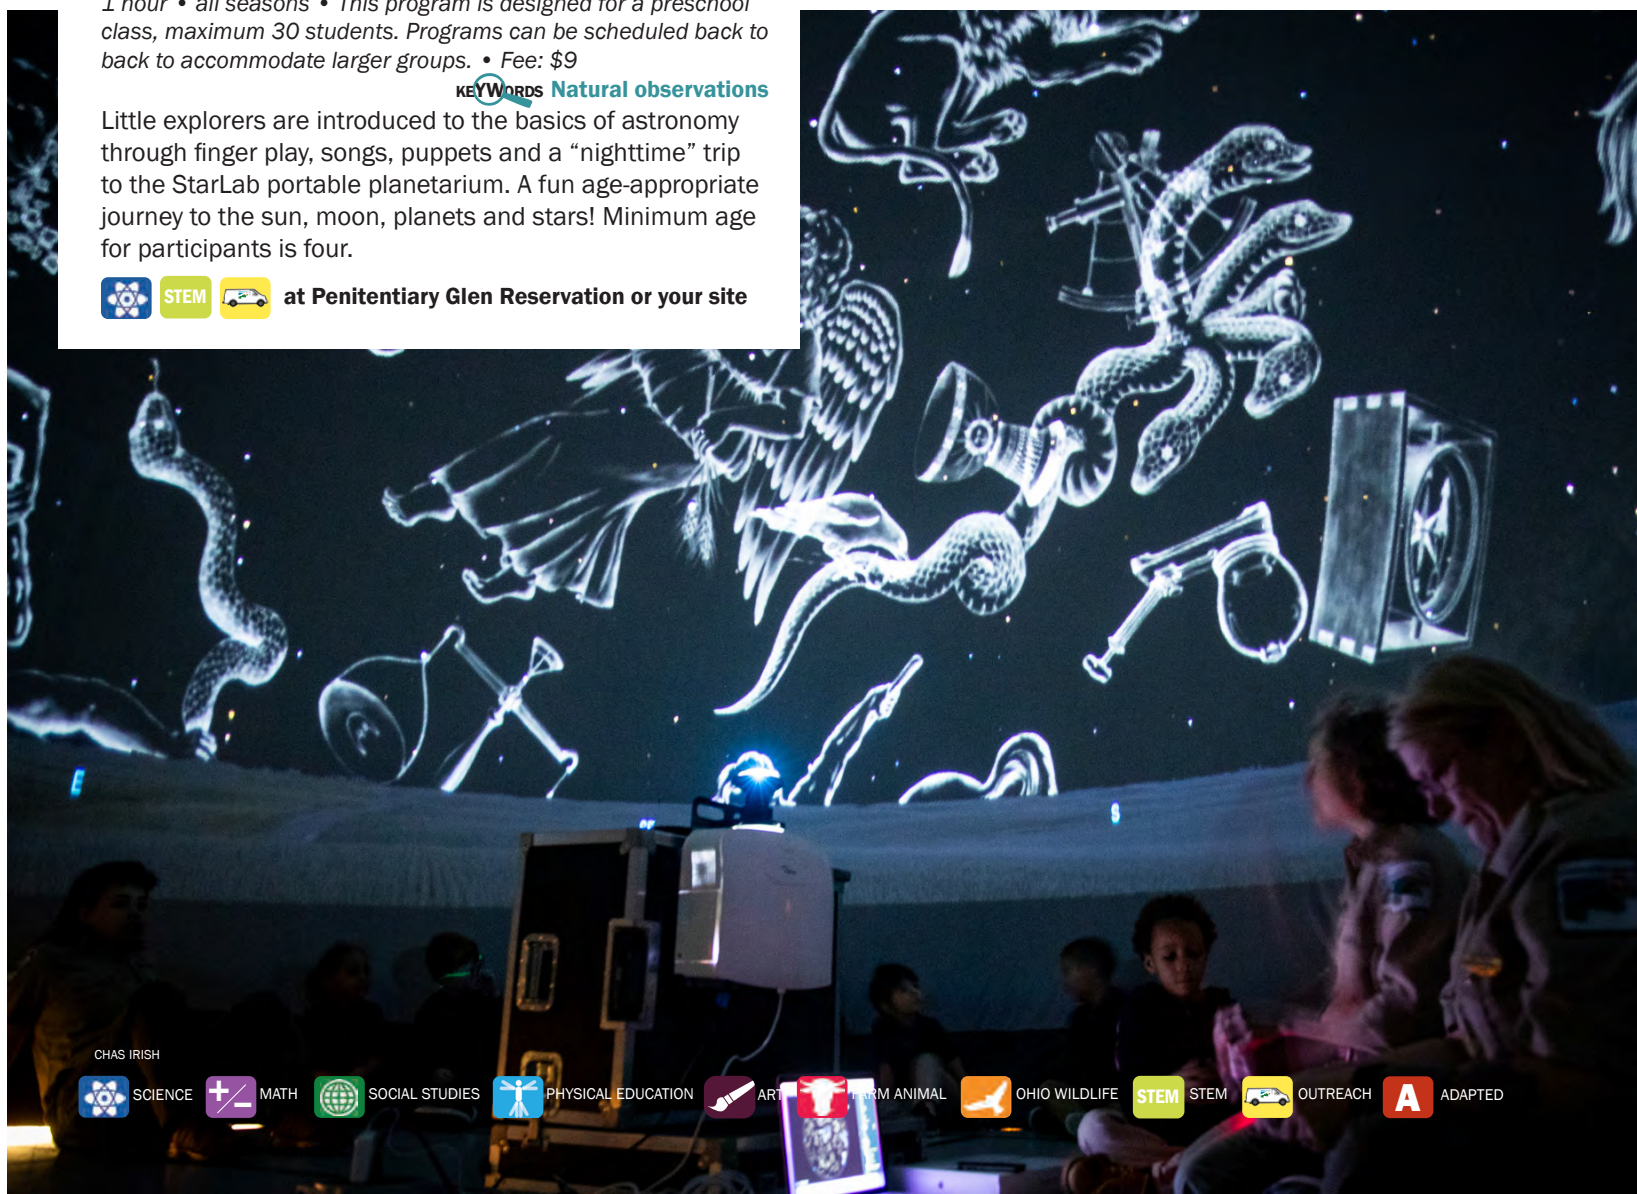 1 hour • all seasons • This program is designed for a preschool
class, maximum 30 students. Programs can be scheduled back to
back to accommodate larger groups. • Fee: $9
KEYWORDS Natural observations
Little explorers are introduced to the basics of astronomy
through finger play, songs, puppets and a “nighttime” trip
to the StarLab portable planetarium. A fun age-appropriate
journey to the sun, moon, planets and stars! Minimum age
for participants is four.
STEM at Penitentiary Glen Reservation or your site
E
S
CHAS IRISH
SCIENCE MATH SOCIAL STUDIES PHYSICAL EDUCATION ART FARM ANIMAL OHIO WILDLIFE STEM STEM OUTREACH A ADAPTED